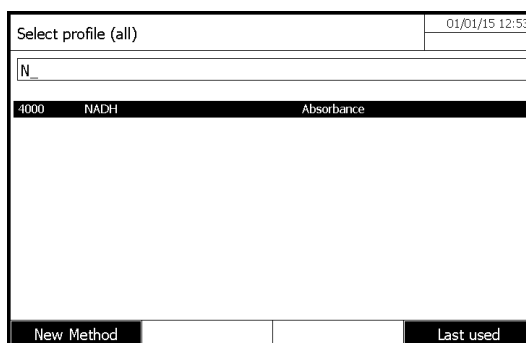 Select profile (all)
01/01/15 12:53
N_
4000 NADH Absorbance
New Method Last used